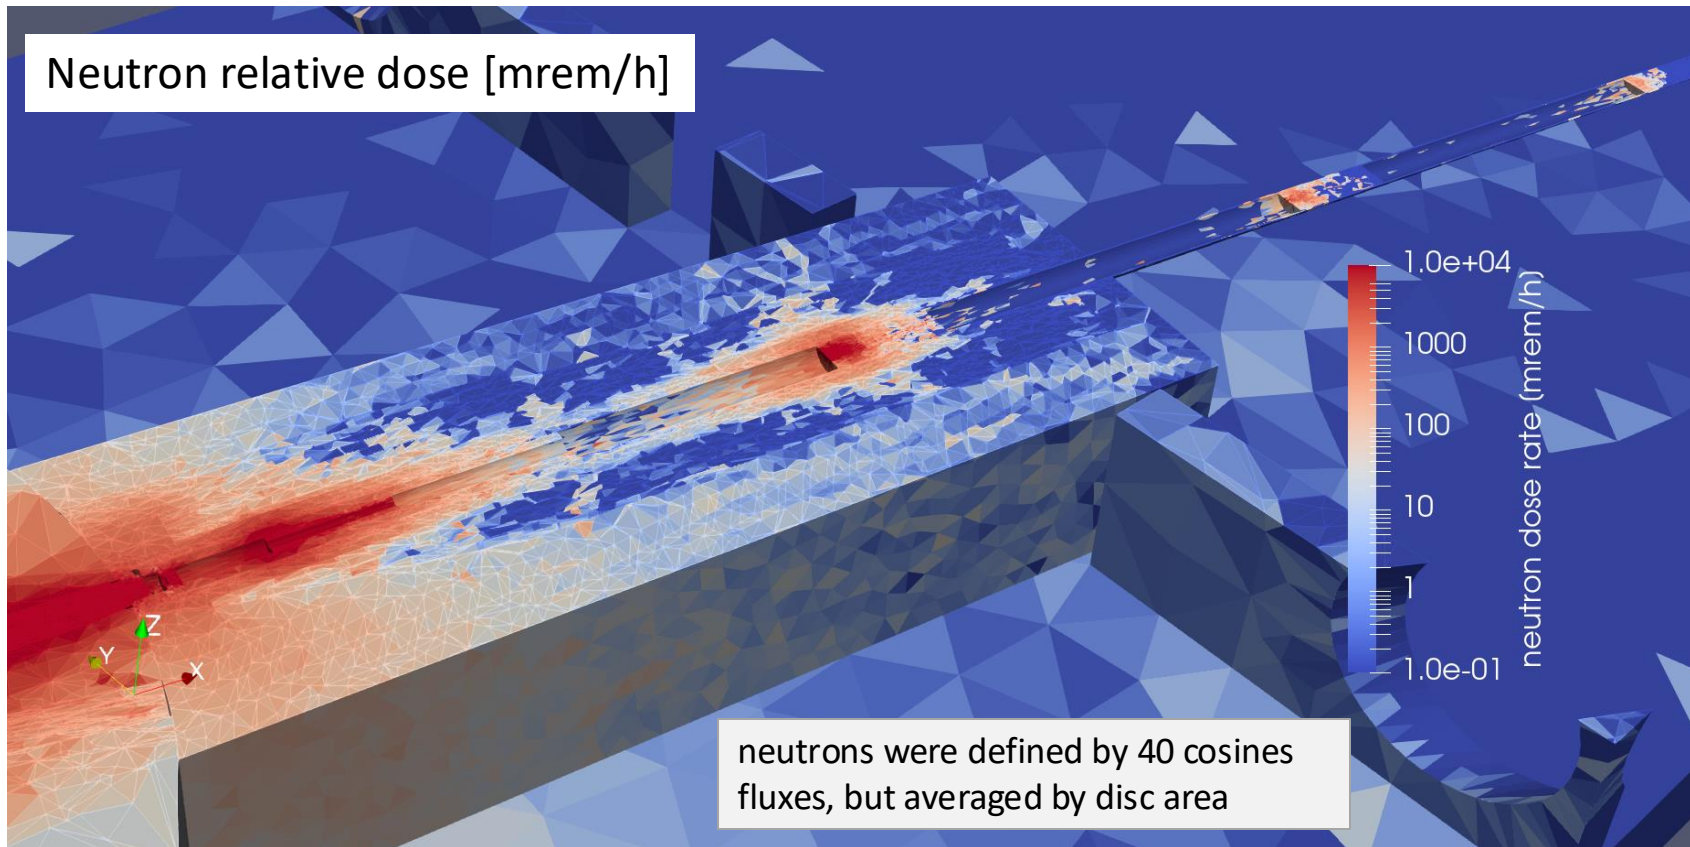 Neutron relative dose [mrem/h]
1.0e+04
1000
100
10
1
1.0e-01
neutron dose rate (mrem/h)
Z
Y
X
neutrons were defined by 40 cosines
fluxes, but averaged by disc area